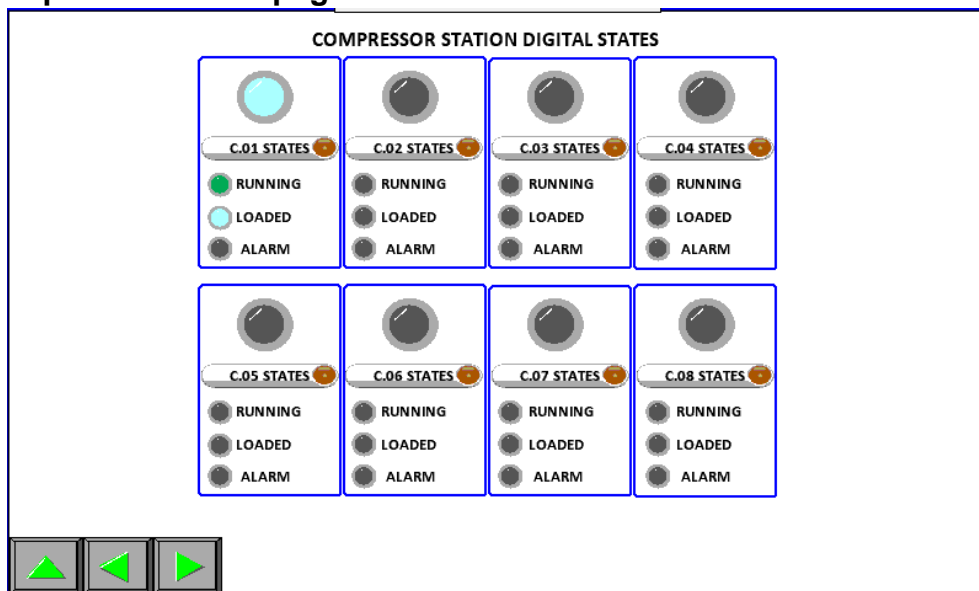 COMPRESSOR STATION DIGITAL STATES
C.01 STATES C.02 STATES C.03 STATES C.04 STATES
RUNNING RUNNING RUNNING RUNNING
LOADED LOADED LOADED LOADED
ALARM ALARM ALARM ALARM
C.05 STATES C.06 STATES C.07 STATES C.08 STATES
RUNNING RUNNING RUNNING RUNNING
LOADED LOADED LOADED LOADED
ALARM ALARM ALARM ALARM